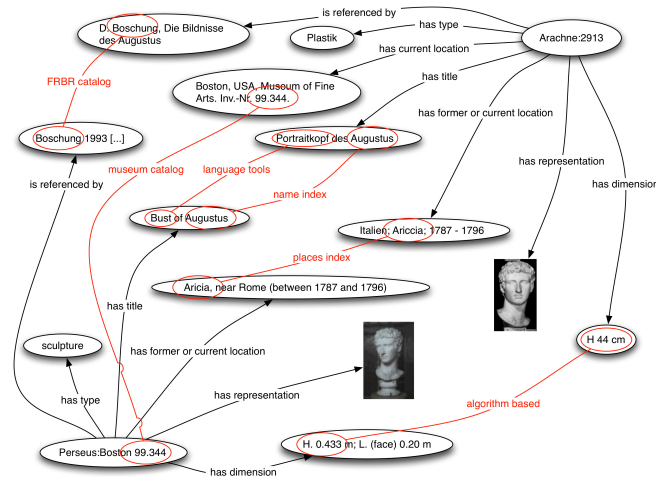 is referenced by
D. Boschung, Die Bildnisse
des Augustus
has type
Plastik
Arachne:2913
has current location
FRBR catalog
Boston, USA, Museum of Fine
Arts. Inv.-Nr. 99.344.
has title
has former or current location
Boschung 1993 [...]
Portraitkopf des Augustus
museum catalog
language tools
has representation
is referenced by
has dimension
name index
Bust of Augustus
Italien; Ariccia; 1787 - 1796
places index
Aricia, near Rome (between 1787 and 1796)
has title
sculpture
has former or current location
H 44 cm
has representation
has type
algorithm based
Perseus:Boston 99.344
H. 0.433 m; L. (face) 0.20 m
has dimension